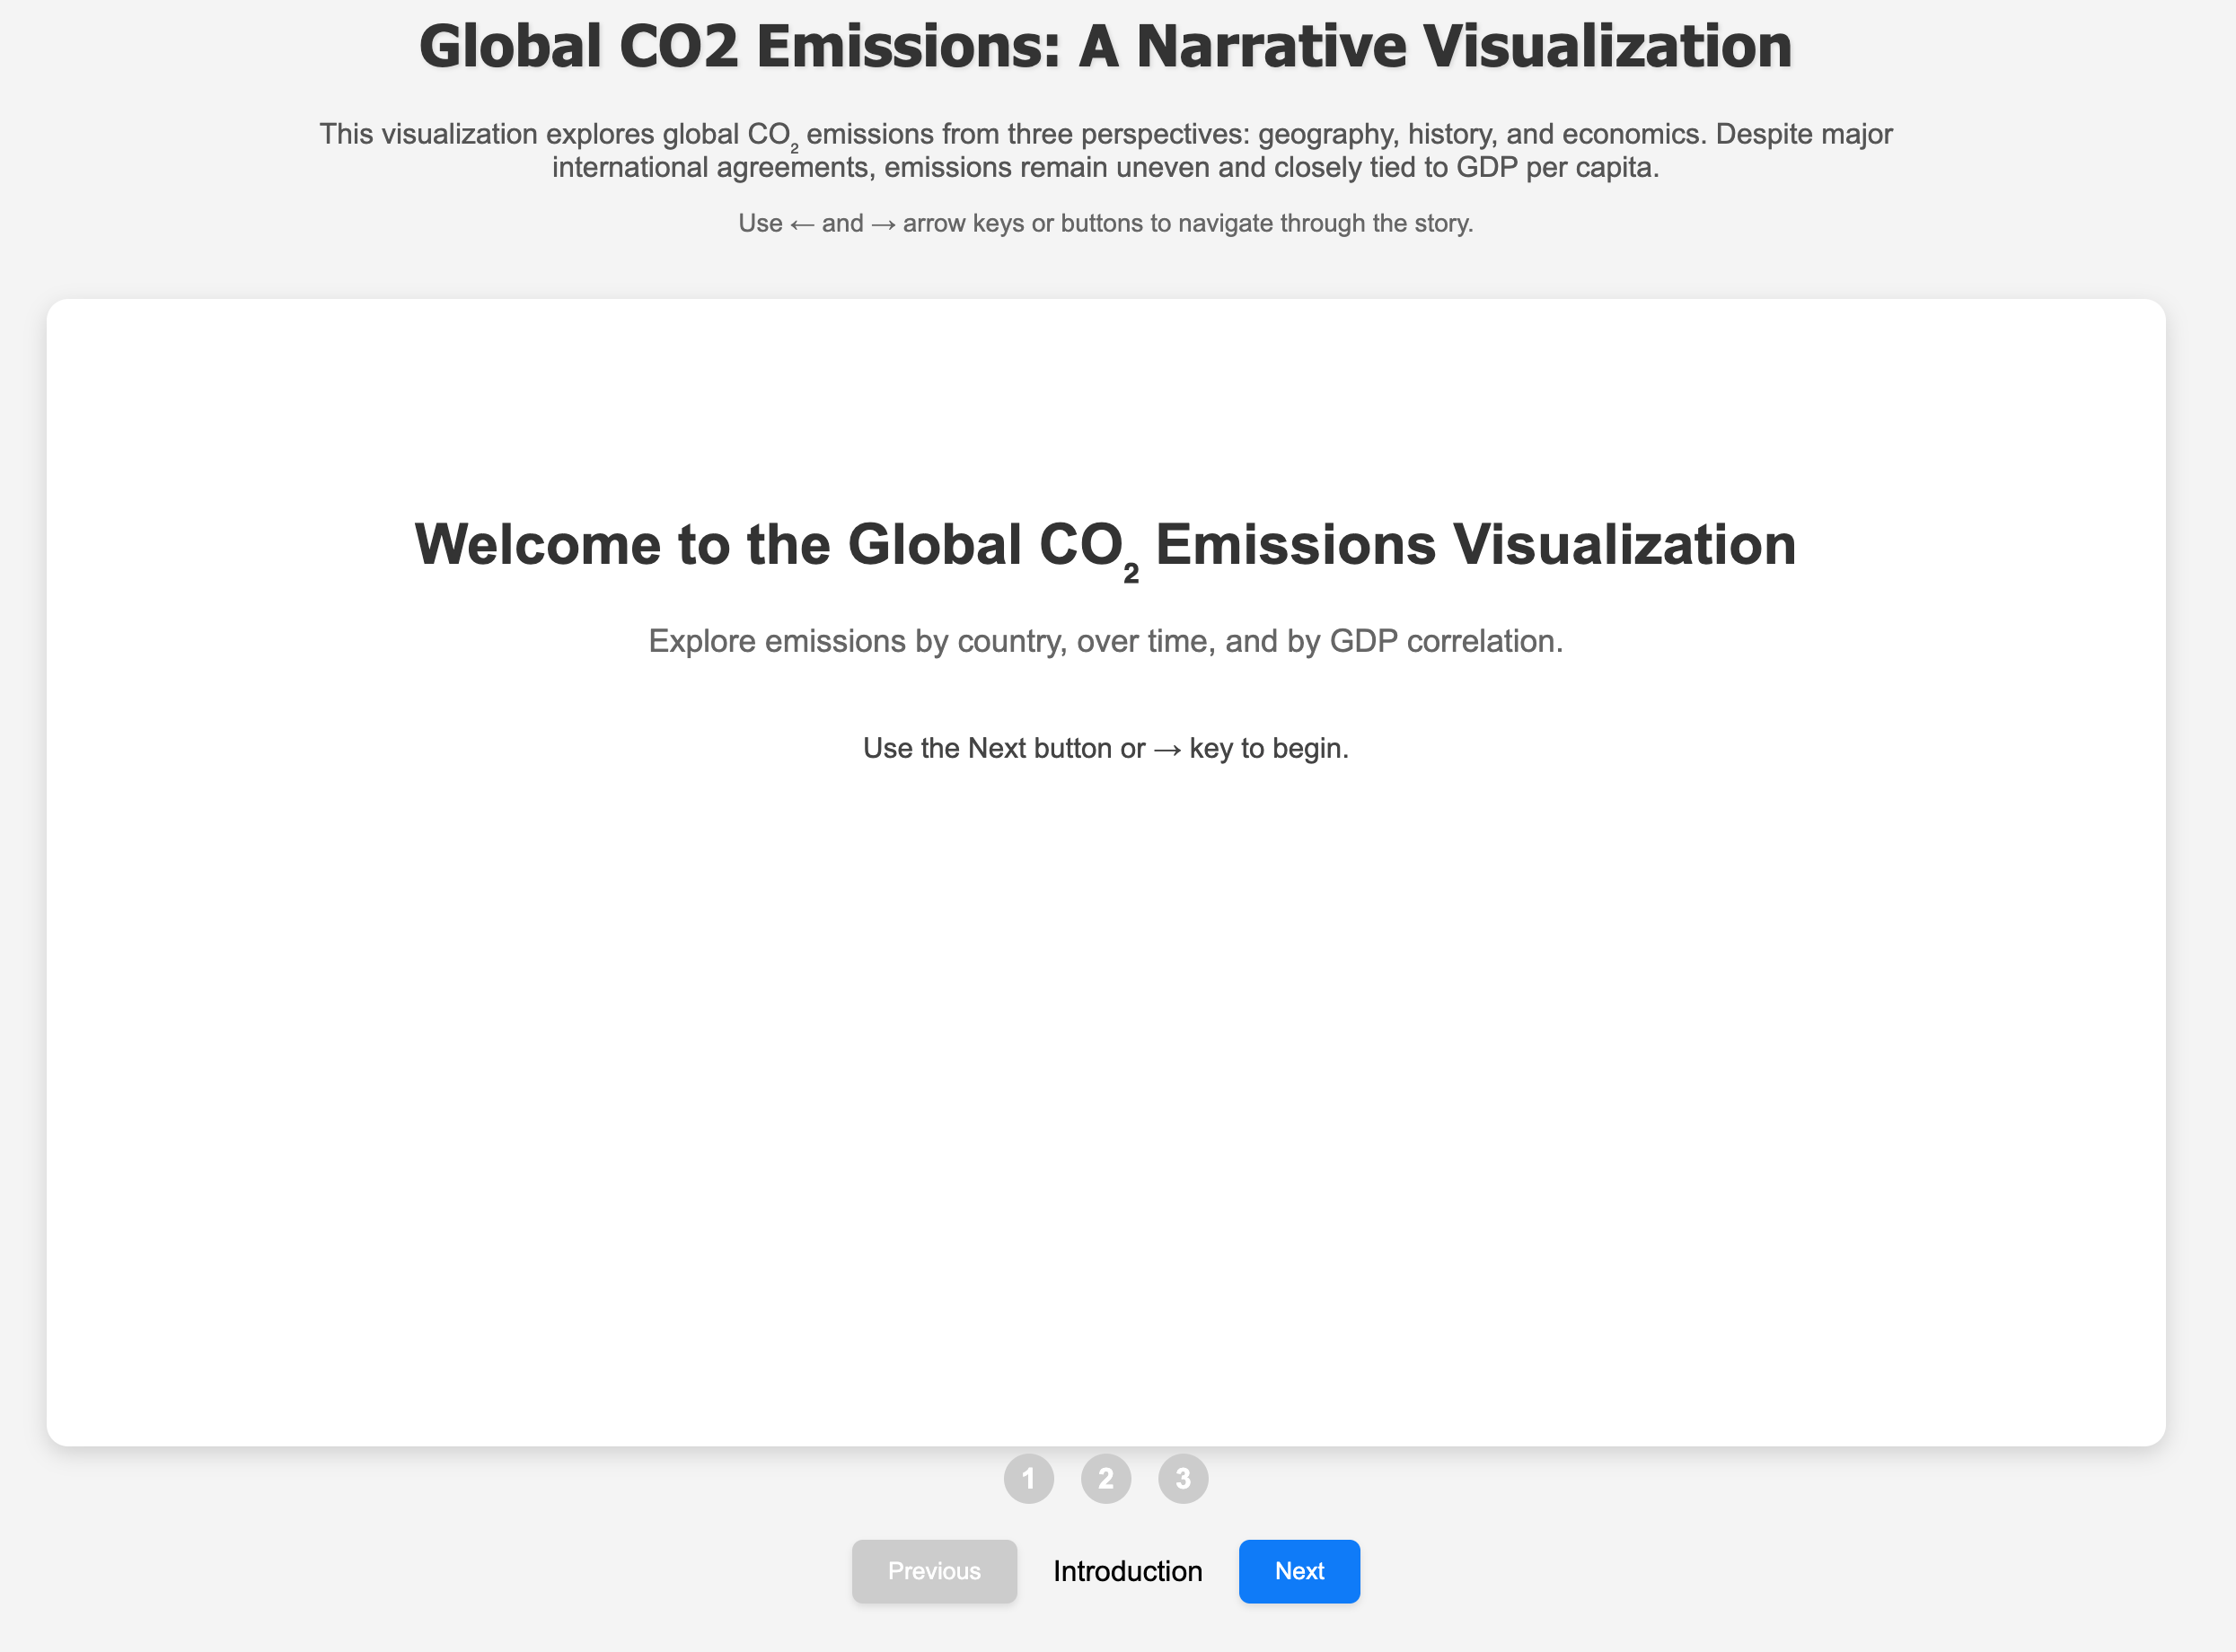 Global CO2 Emissions: A Narrative Visualization
This visualization explores global CO₂ emissions from three perspectives: geography, history, and economics. Despite major
international agreements, emissions remain uneven and closely tied to GDP per capita.
Use ← and → arrow keys or buttons to navigate through the story.
Welcome to the Global CO₂ Emissions Visualization
Explore emissions by country, over time, and by GDP correlation.
Use the Next button or → key to begin.
1 2 3
Previous Introduction Next